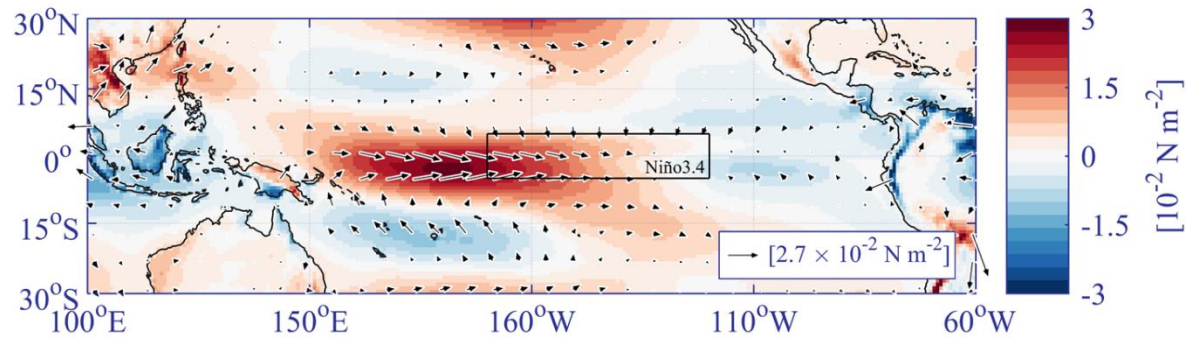 30°N
15°N
0°
15°S
30°S
100°E
150°E
160°W
110°W
60°W
Niño3.4
[2.7 × 10⁻² N m⁻²]
3
1.5
0
-1.5
-3
[10⁻² N m⁻²]